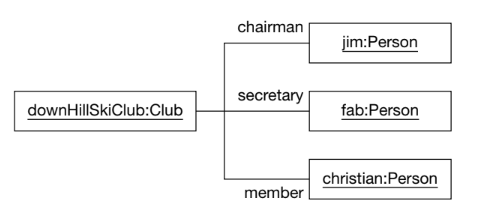 chairman
jim:Person
downHillSkiClub:Club
secretary
fab:Person
christian:Person
member